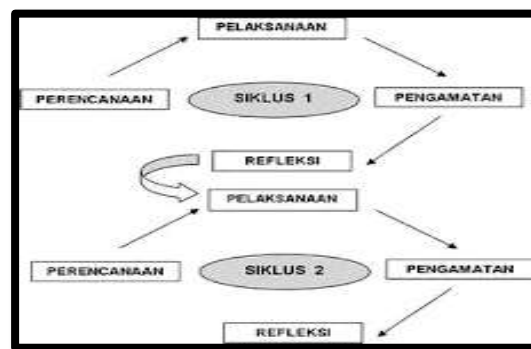 PELAKSANAAN
PERENCANAAN
SIKLUS 1
PENGAMATAN
REFLEKSI
PELAKSANAAN
PERENCANAAN
SIKLUS 2
PENGAMATAN
REFLEKSI